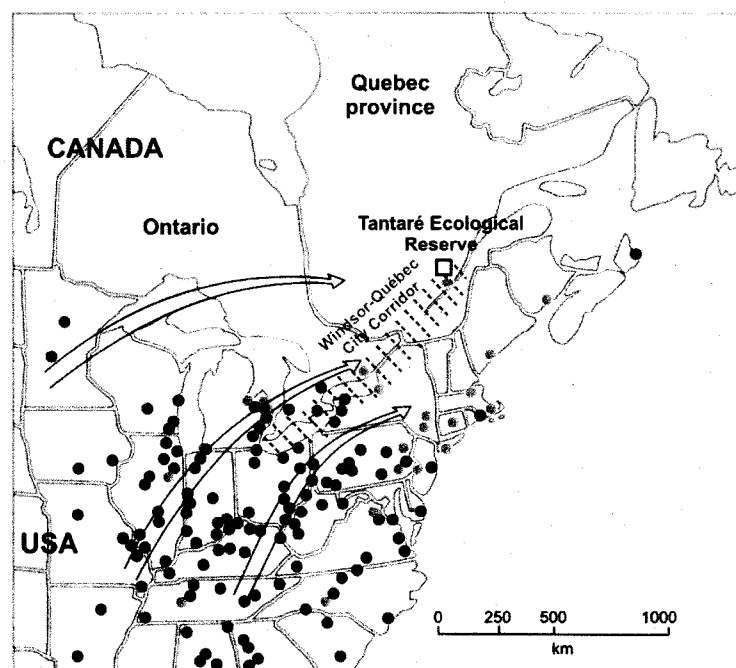 Quebec
province
CANADA
Ontario
Tantaré Ecological
Reserve
Windsor-Québec
City Corridor
USA
0 250 500 1000
km